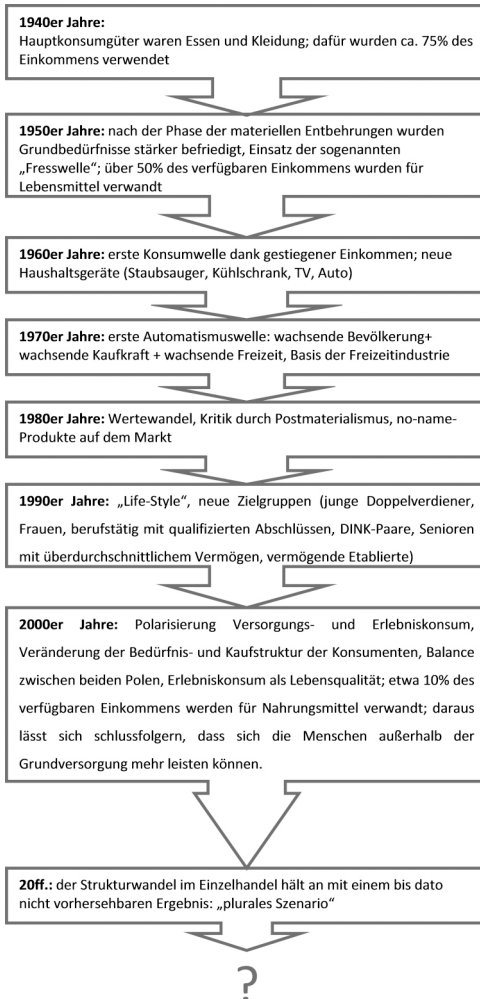 1940er Jahre:
Hauptkonsumgüter waren Essen und Kleidung; dafür wurden ca. 75% des
Einkommens verwendet
1950er Jahre: nach der Phase der materiellen Entbehrungen wurden
Grundbedürfnisse stärker befriedigt, Einsatz der sogenannten
„Fresswelle“; über 50% des verfügbaren Einkommens wurden für
Lebensmittel verwandt
1960er Jahre: erste Konsumwelle dank gestiegener Einkommen; neue
Haushaltsgeräte (Staubsauger, Kühlschrank, TV, Auto)
1970er Jahre: erste Automatismuswelle: wachsende Bevölkerung+
wachsende Kaufkraft + wachsende Freizeit, Basis der Freizeitindustrie
1980er Jahre: Wertewandel, Kritik durch Postmaterialismus, no-name-
Produkte auf dem Markt
1990er Jahre: „Life-Style“, neue Zielgruppen (junge Doppelverdiener,
Frauen, berufstätig mit qualifizierten Abschlüssen, DINK-Paare, Senioren
mit überdurchschnittlichem Vermögen, vermögende Etablierte)
2000er Jahre: Polarisierung Versorgungs- und Erlebniskonsum,
Veränderung der Bedürfnis- und Kaufstruktur der Konsumenten, Balance
zwischen beiden Polen, Erlebniskonsum als Lebensqualität; etwa 10% des
verfügbaren Einkommens werden für Nahrungsmittel verwandt; daraus
lässt sich schlussfolgern, dass sich die Menschen außerhalb der
Grundversorgung mehr leisten können.
20ff.: der Strukturwandel im Einzelhandel hält an mit einem bis dato
nicht vorhersehbaren Ergebnis: „plurales Szenario“
?